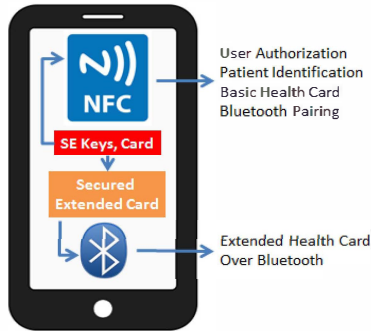 NFC
User Authorization
Patient Identification
Basic Health Card
Bluetooth Pairing
SE Keys, Card
Secured
Extended Card
Extended Health Card
Over Bluetooth